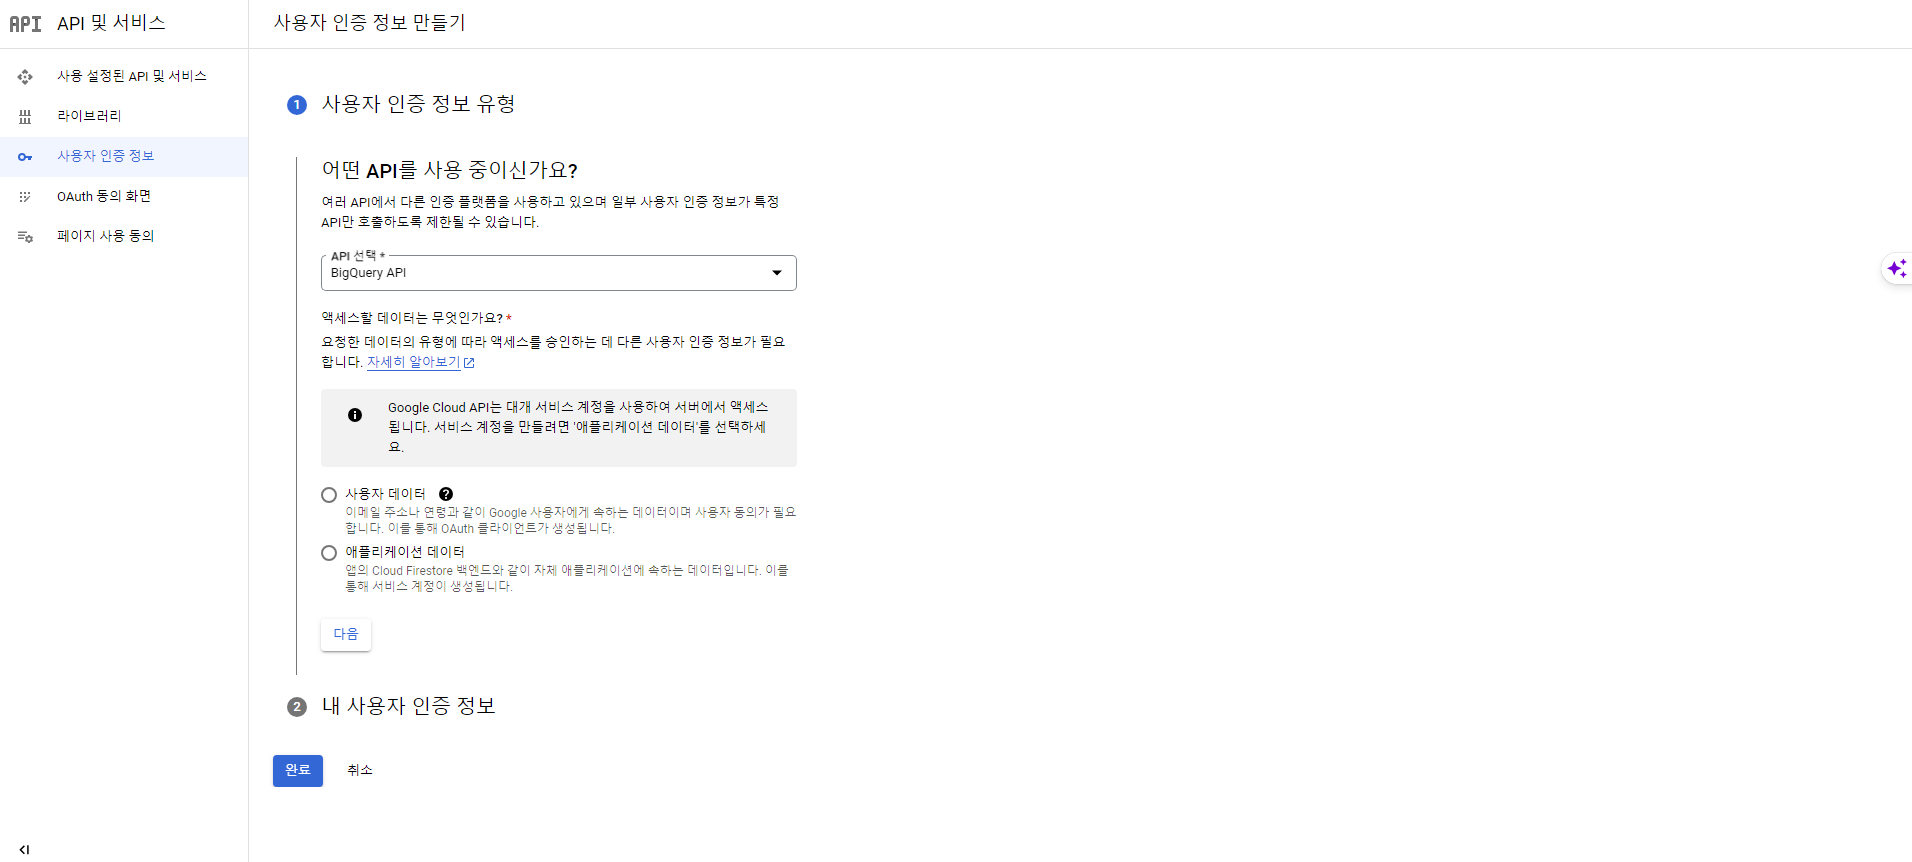 API API 및 서비스
사용자 인증 정보 만들기
사용 설정된 API 및 서비스
라이브러리
사용자 인증 정보
OAuth 동의 화면
페이지 사용 동의
1 사용자 인증 정보 유형
어떤 API를 사용 중이신가요?
여러 API에서 다른 인증 플랫폼을 사용하고 있으며 일부 사용자 인증 정보가 특정
API만 호출하도록 제한될 수 있습니다.
API 선택 *
BigQuery API
액세스할 데이터는 무엇인가요? *
요청한 데이터의 유형에 따라 액세스를 승인하는 데 다른 사용자 인증 정보가 필요
합니다. 자세히 알아보기
Google Cloud API는 대개 서비스 계정을 사용하여 서버에서 액세스
됩니다. 서비스 계정을 만들려면 '애플리케이션 데이터'를 선택하세
요.
사용자 데이터
이메일 주소나 연령과 같이 Google 사용자에게 속하는 데이터이며 사용자 동의가 필요
합니다. 이를 통해 OAuth 클라이언트가 생성됩니다.
애플리케이션 데이터
앱의 Cloud Firestore 백엔드와 같이 자체 애플리케이션에 속하는 데이터입니다. 이를
통해 서비스 계정이 생성됩니다.
다음
2 내 사용자 인증 정보
완료 취소